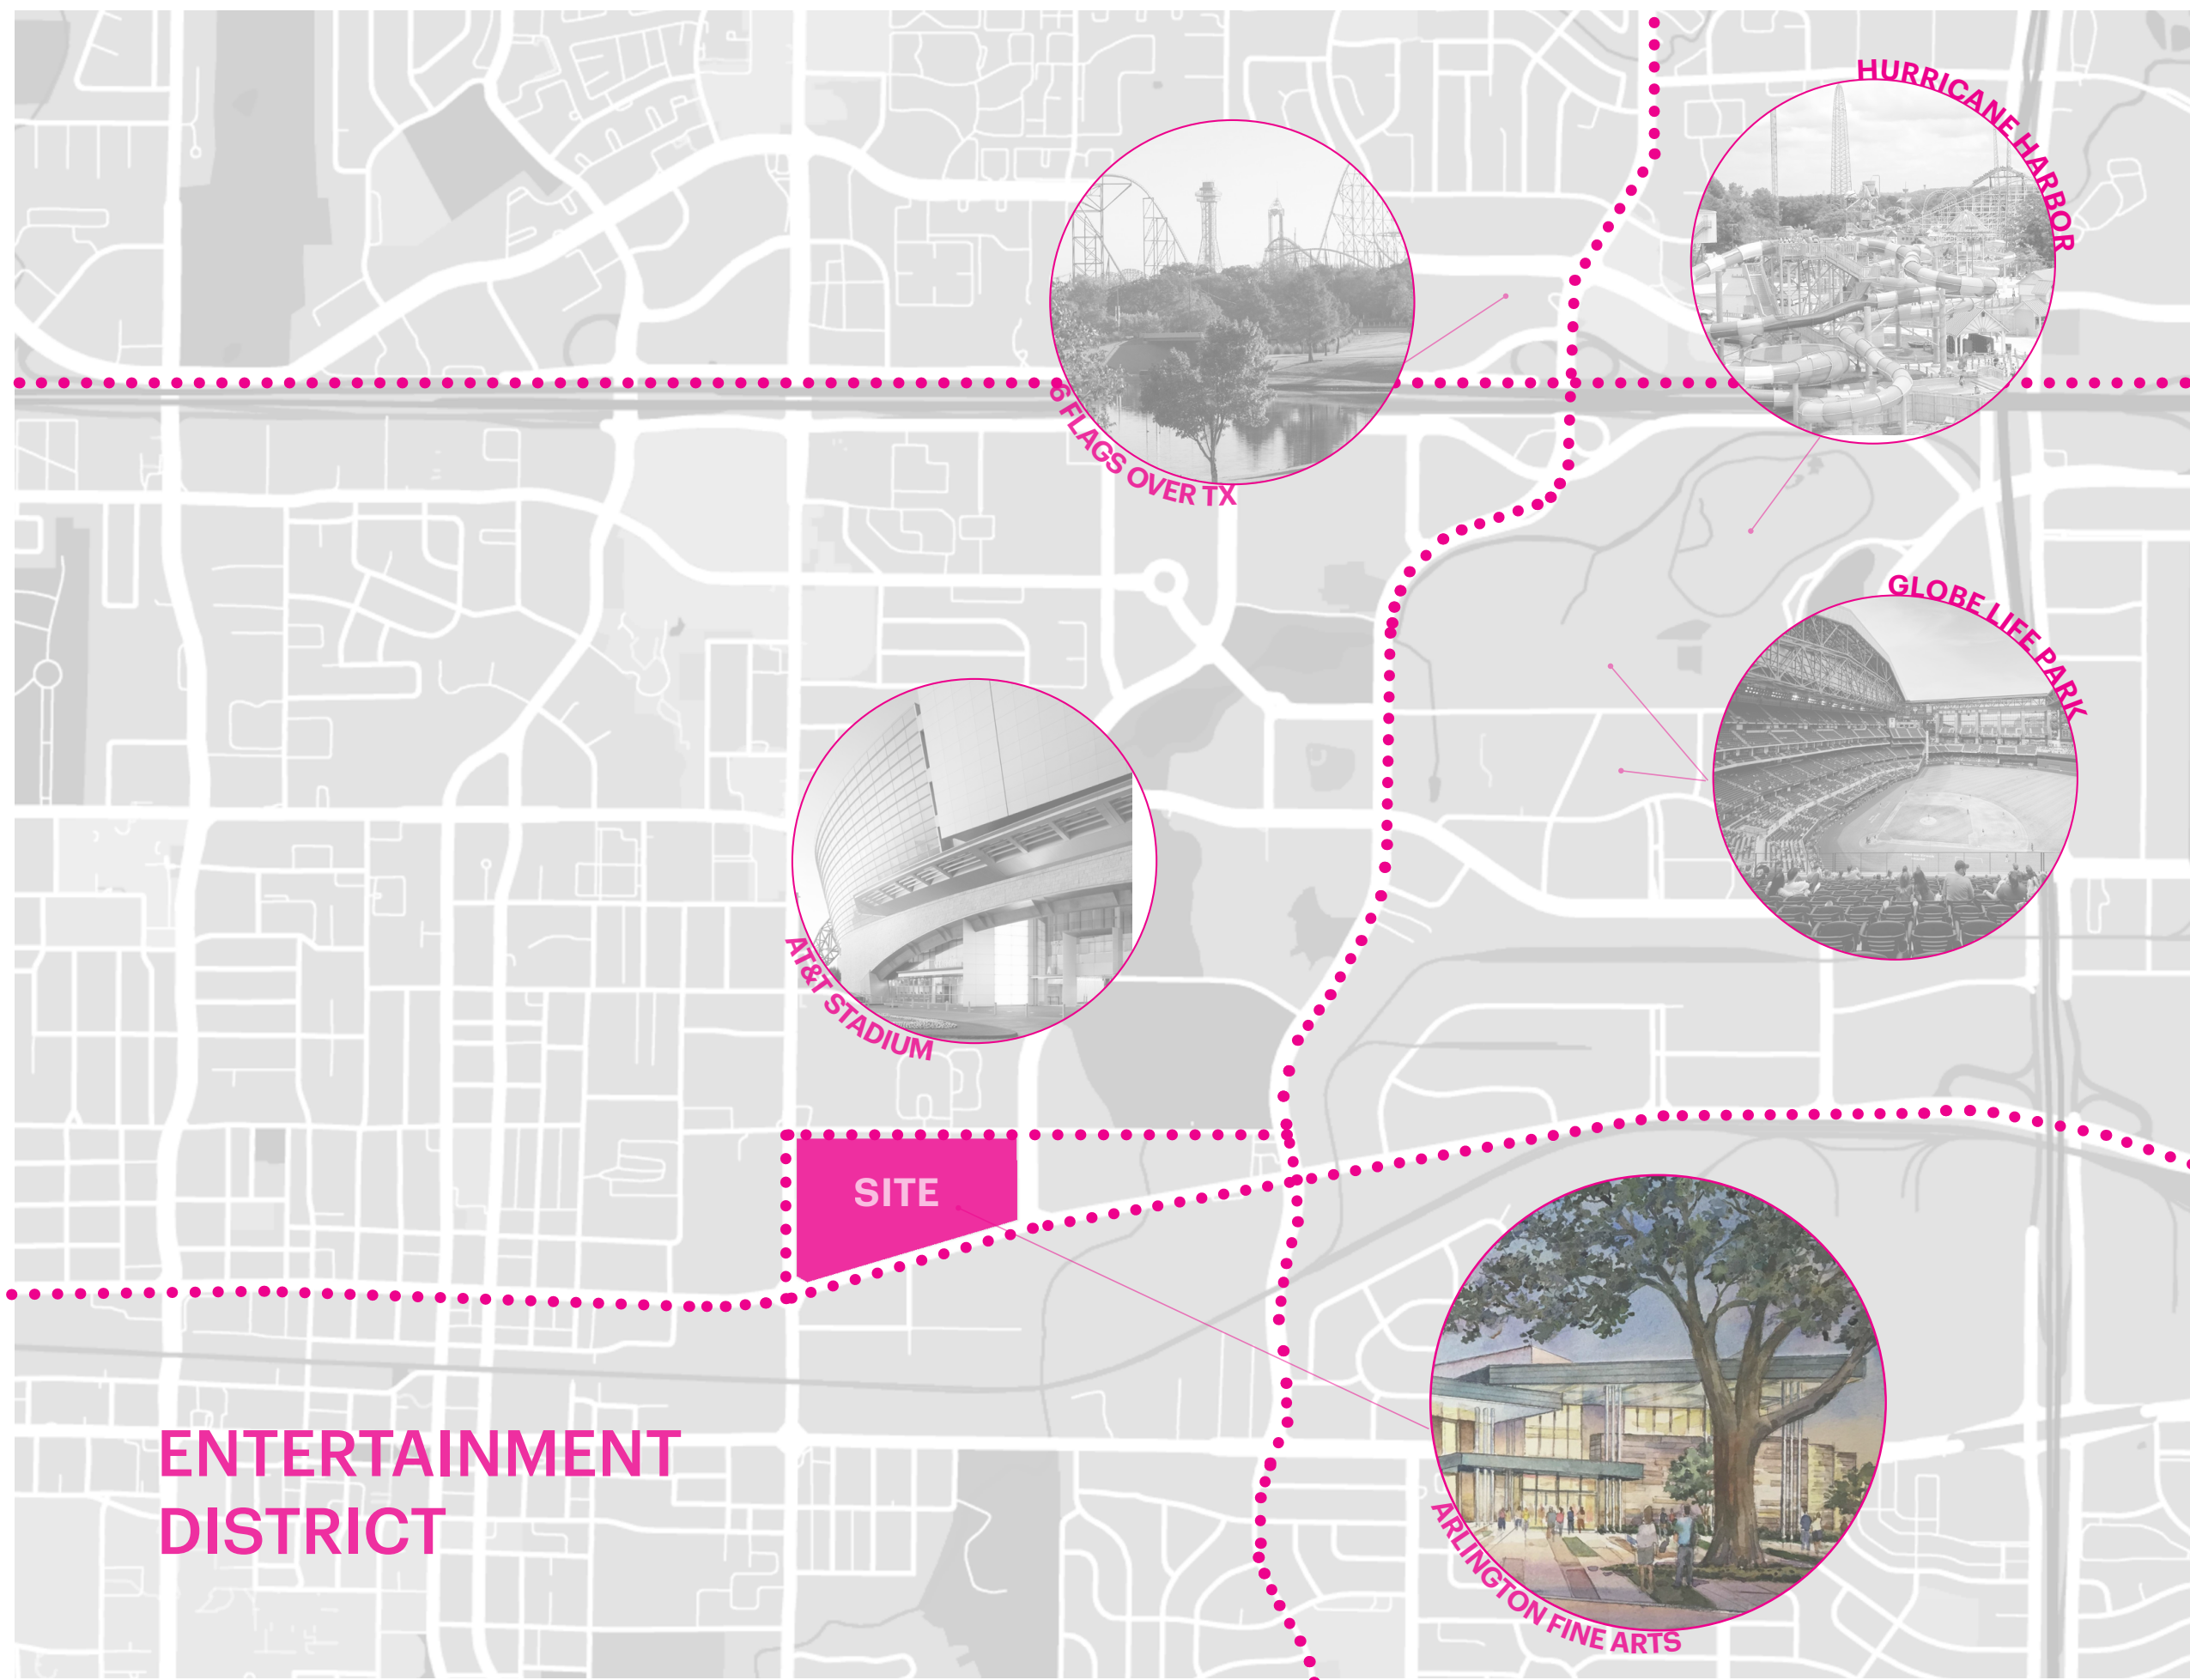 HURRICANE HARBOR
6 FLAGS OVER TX
GLOBE LIFE PARK
AT&T STADIUM
SITE
ENTERTAINMENT
DISTRICT
ARLINGTON FINE ARTS